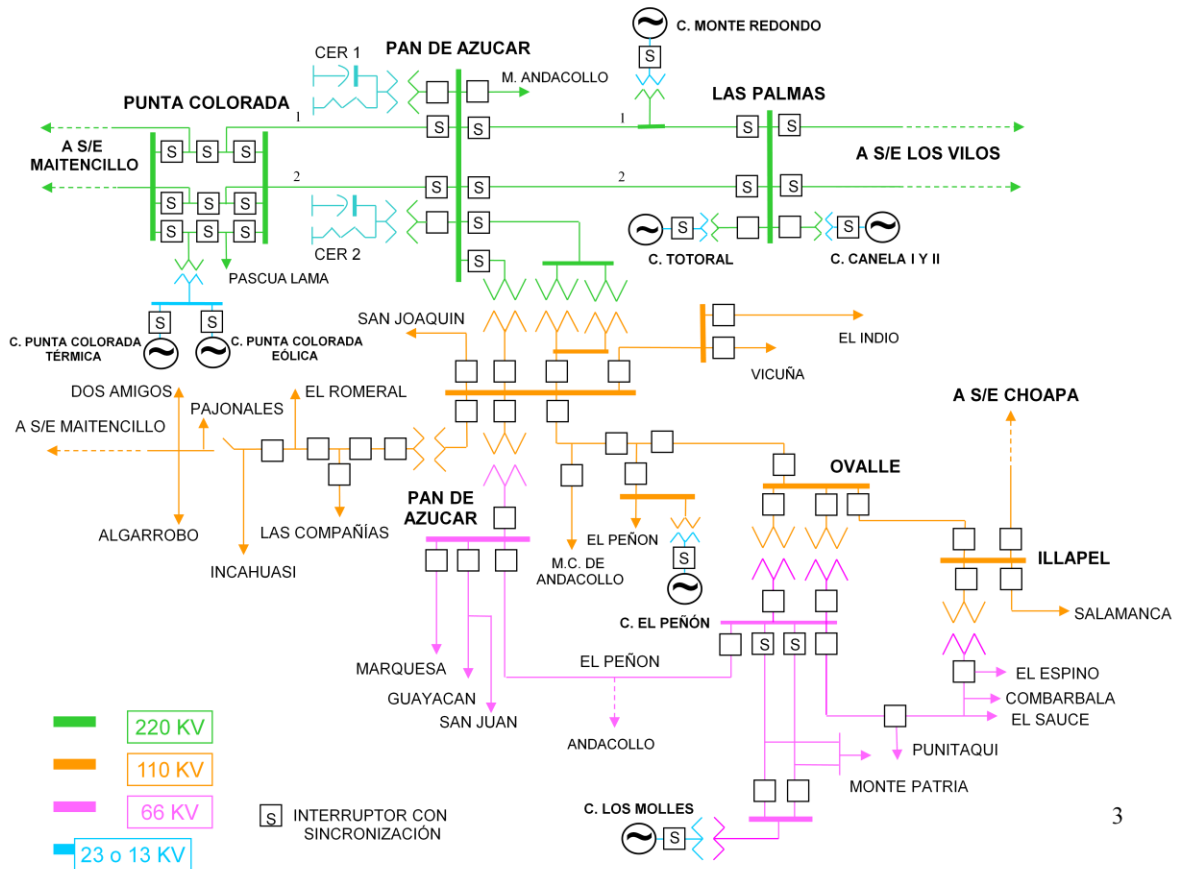 C. MONTE REDONDO
S
CER 1
PAN DE AZUCAR
M. ANDACOLLO
PUNTA COLORADA
LAS PALMAS
1
1
S
S
S
S
A S/E
MAITENCILLO
S
S
S
A S/E LOS VILOS
2
2
S
S
S
S
S
S
S
CER 2
S
S
S
S
S
S
S
C. TOTORAL
C. CANELA I Y II
S
PASCUA LAMA
SAN JOAQUIN
S
S
C. PUNTA COLORADA
TÉRMICA
C. PUNTA COLORADA
EÓLICA
EL INDIO
VICUÑA
DOS AMIGOS
EL ROMERAL
PAJONALES
A S/E CHOAPA
A S/E MAITENCILLO
OVALLE
PAN DE
AZUCAR
ALGARROBO
LAS COMPAÑÍAS
EL PEÑON
INCAHUASI
M.C. DE
ANDACOLLO
S
ILLAPEL
SALAMANCA
C. EL PEÑÓN
S
S
MARQUESA
EL PEÑON
EL ESPINO
GUAYACAN
COMBARBALA
SAN JUAN
EL SAUCE
ANDACOLLO
PUNITAQUI
MONTE PATRIA
220 KV
110 KV
66 KV
23 o 13 KV
S INTERRUPTOR CON
SINCRONIZACIÓN
C. LOS MOLLES
S
3